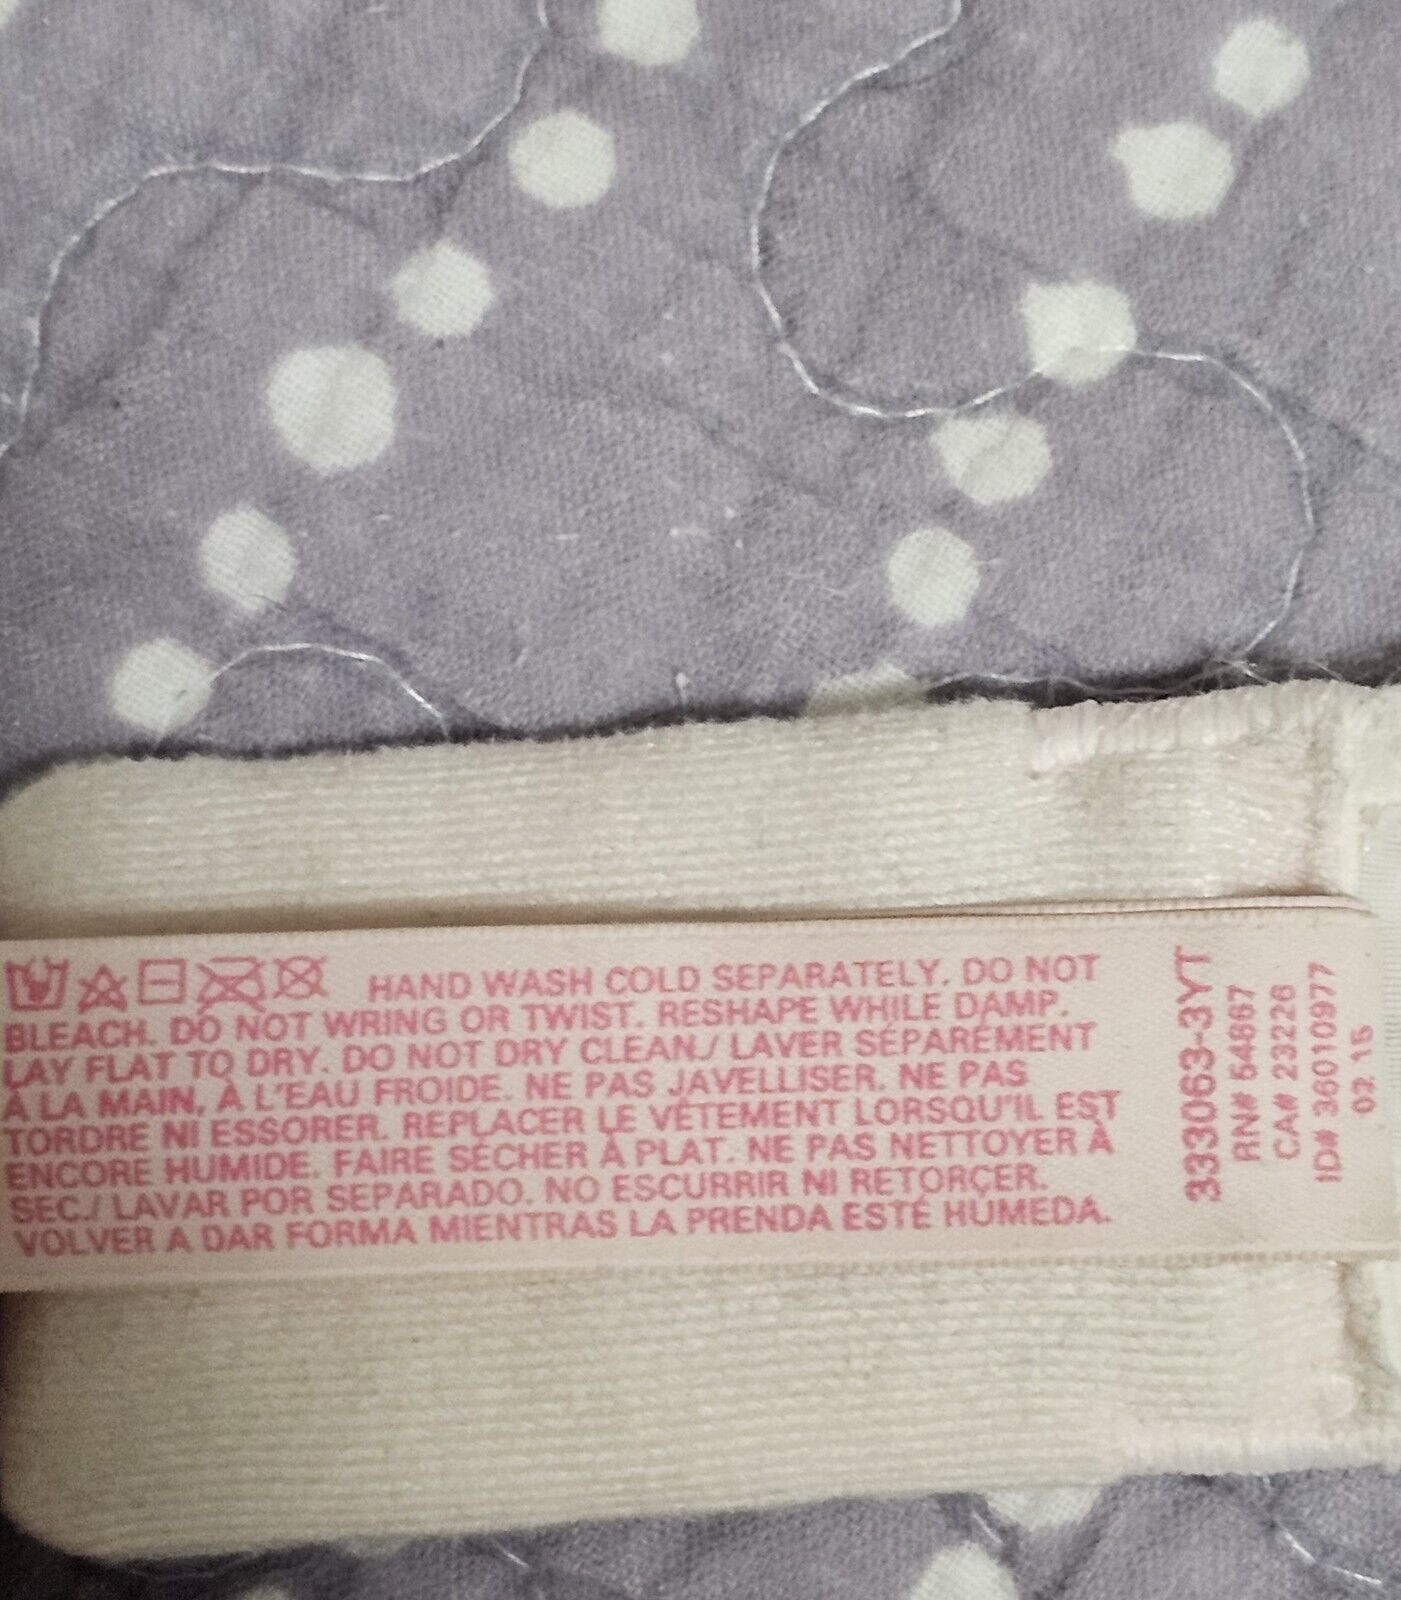 HAND WASH COLD SEPARATELY. DO NOT
BLEACH. DO NOT WRING OR TWIST. RESHAPE WHILE DAMP.
LAY FLAT TO DRY. DO NOT DRY CLEAN./ LAVER SÉPARÉMENT
À LA MAIN, À L'EAU FROIDE. NE PAS JAVELLISER. NE PAS
TORDRE NI ESSORER. REPLACER LE VÊTEMENT LORSQU'IL EST
ENCORE HUMIDE. FAIRE SÉCHER À PLAT. NE PAS NETTOYER À
SEC./ LAVAR POR SEPARADO. NO ESCURRIR NI RETORÇER.
VOLVER A DAR FORMA MIENTRAS LA PRENDA ESTÉ HUMEDA.
333063-3YT
RN# 54867
CA# 23226
ID# 36010977
02.15